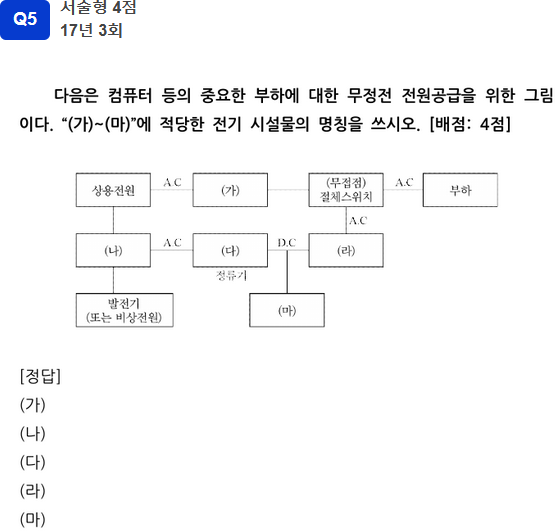 Q5
서술형 4점
17년 3회
다음은 컴퓨터 등의 중요한 부하에 대한 무정전 전원공급을 위한 그림
이다. “(가)~(마)”에 적당한 전기 시설물의 명칭을 쓰시오. [배점: 4점]
상용전원
A.C
(가)
(무접점)
절체스위치
A.C
부하
A.C
(나)
A.C
(다)
D.C
(라)
정류기
발전기
(또는 비상전원)
(마)
[정답]
(가)
(나)
(다)
(라)
(마)